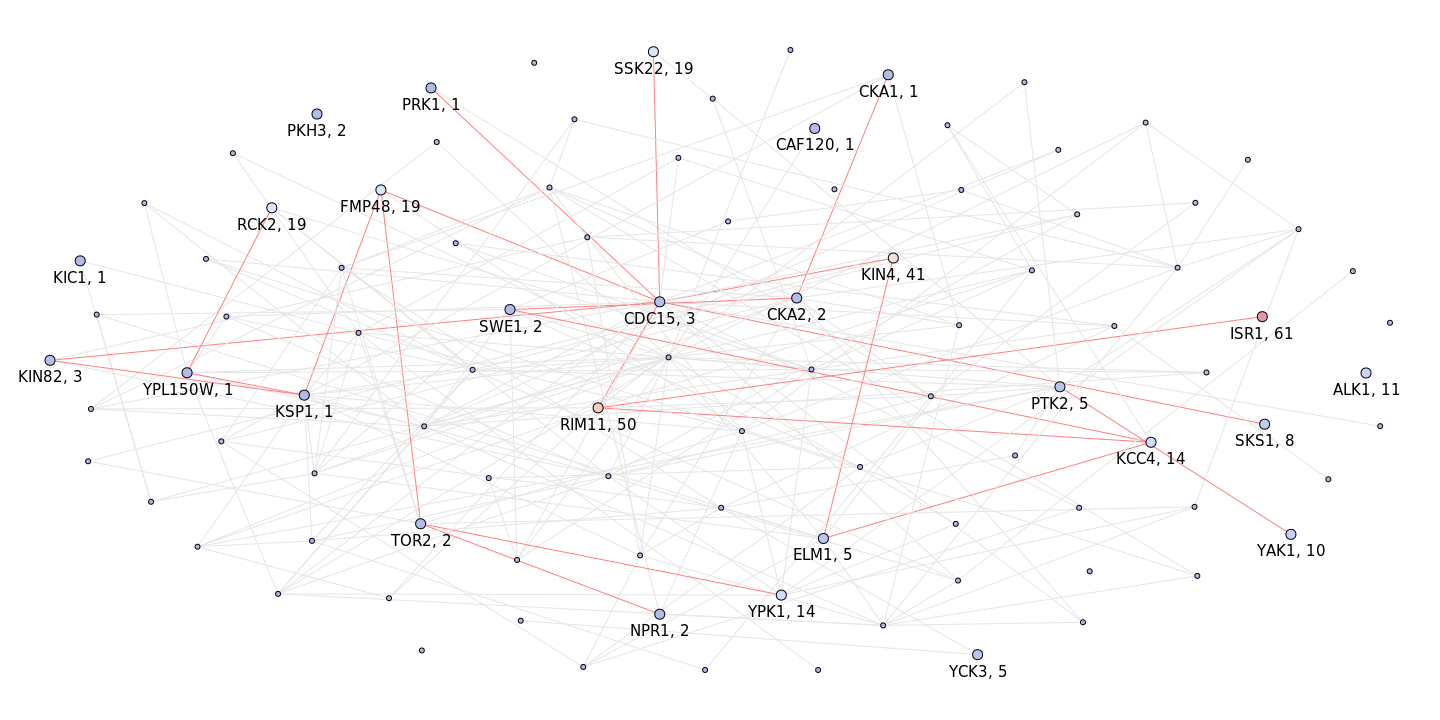 SSK22, 19
CKA1, 1
PRK1, 1
PKH3, 2
CAF120, 1
FMP48, 19
RCK2, 19
KIC1, 1
KIN4, 41
SWE1, 2
CDC15, 3
CKA2, 2
ISR1, 61
KIN82, 3
YPL150W, 1
ALK1, 11
KSP1, 1
PTK2, 5
RIM11, 50
SKS1, 8
KCC4, 14
TOR2, 2
ELM1, 5
YAK1, 10
YPK1, 14
NPR1, 2
YCK3, 5